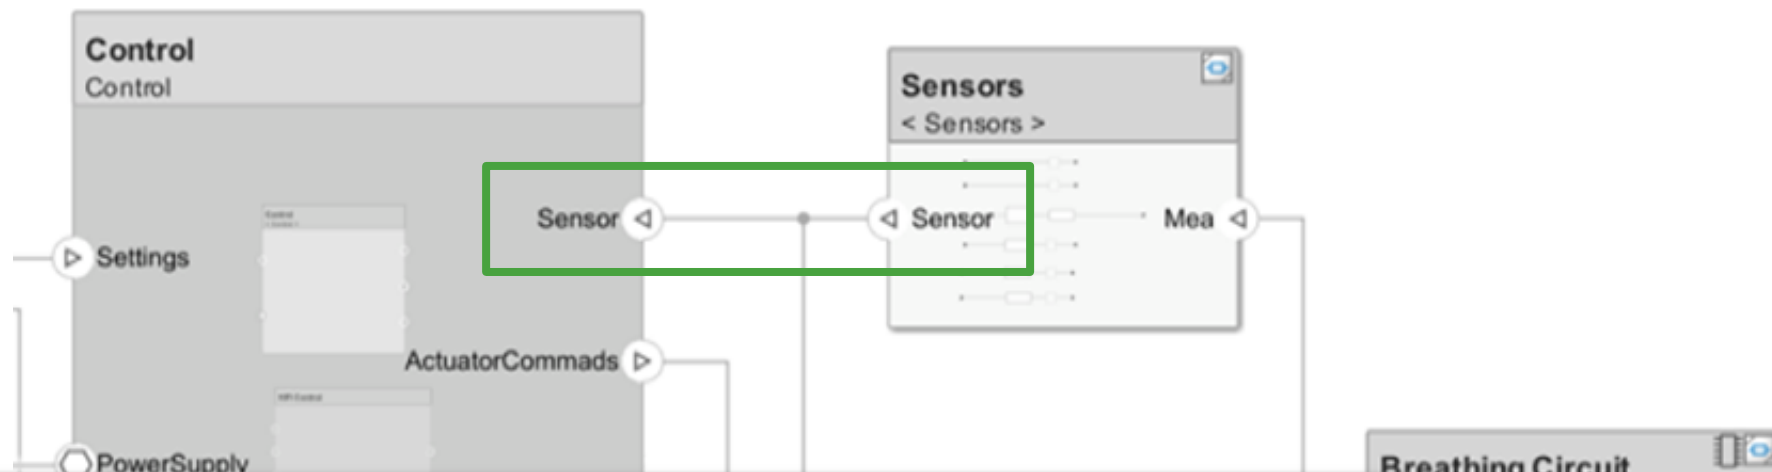 Control
Control
Sensors
< Sensors >
Sensor
Sensor
Mea
Settings
ActuatorCommads
PowerSupply
Breathing Circuit